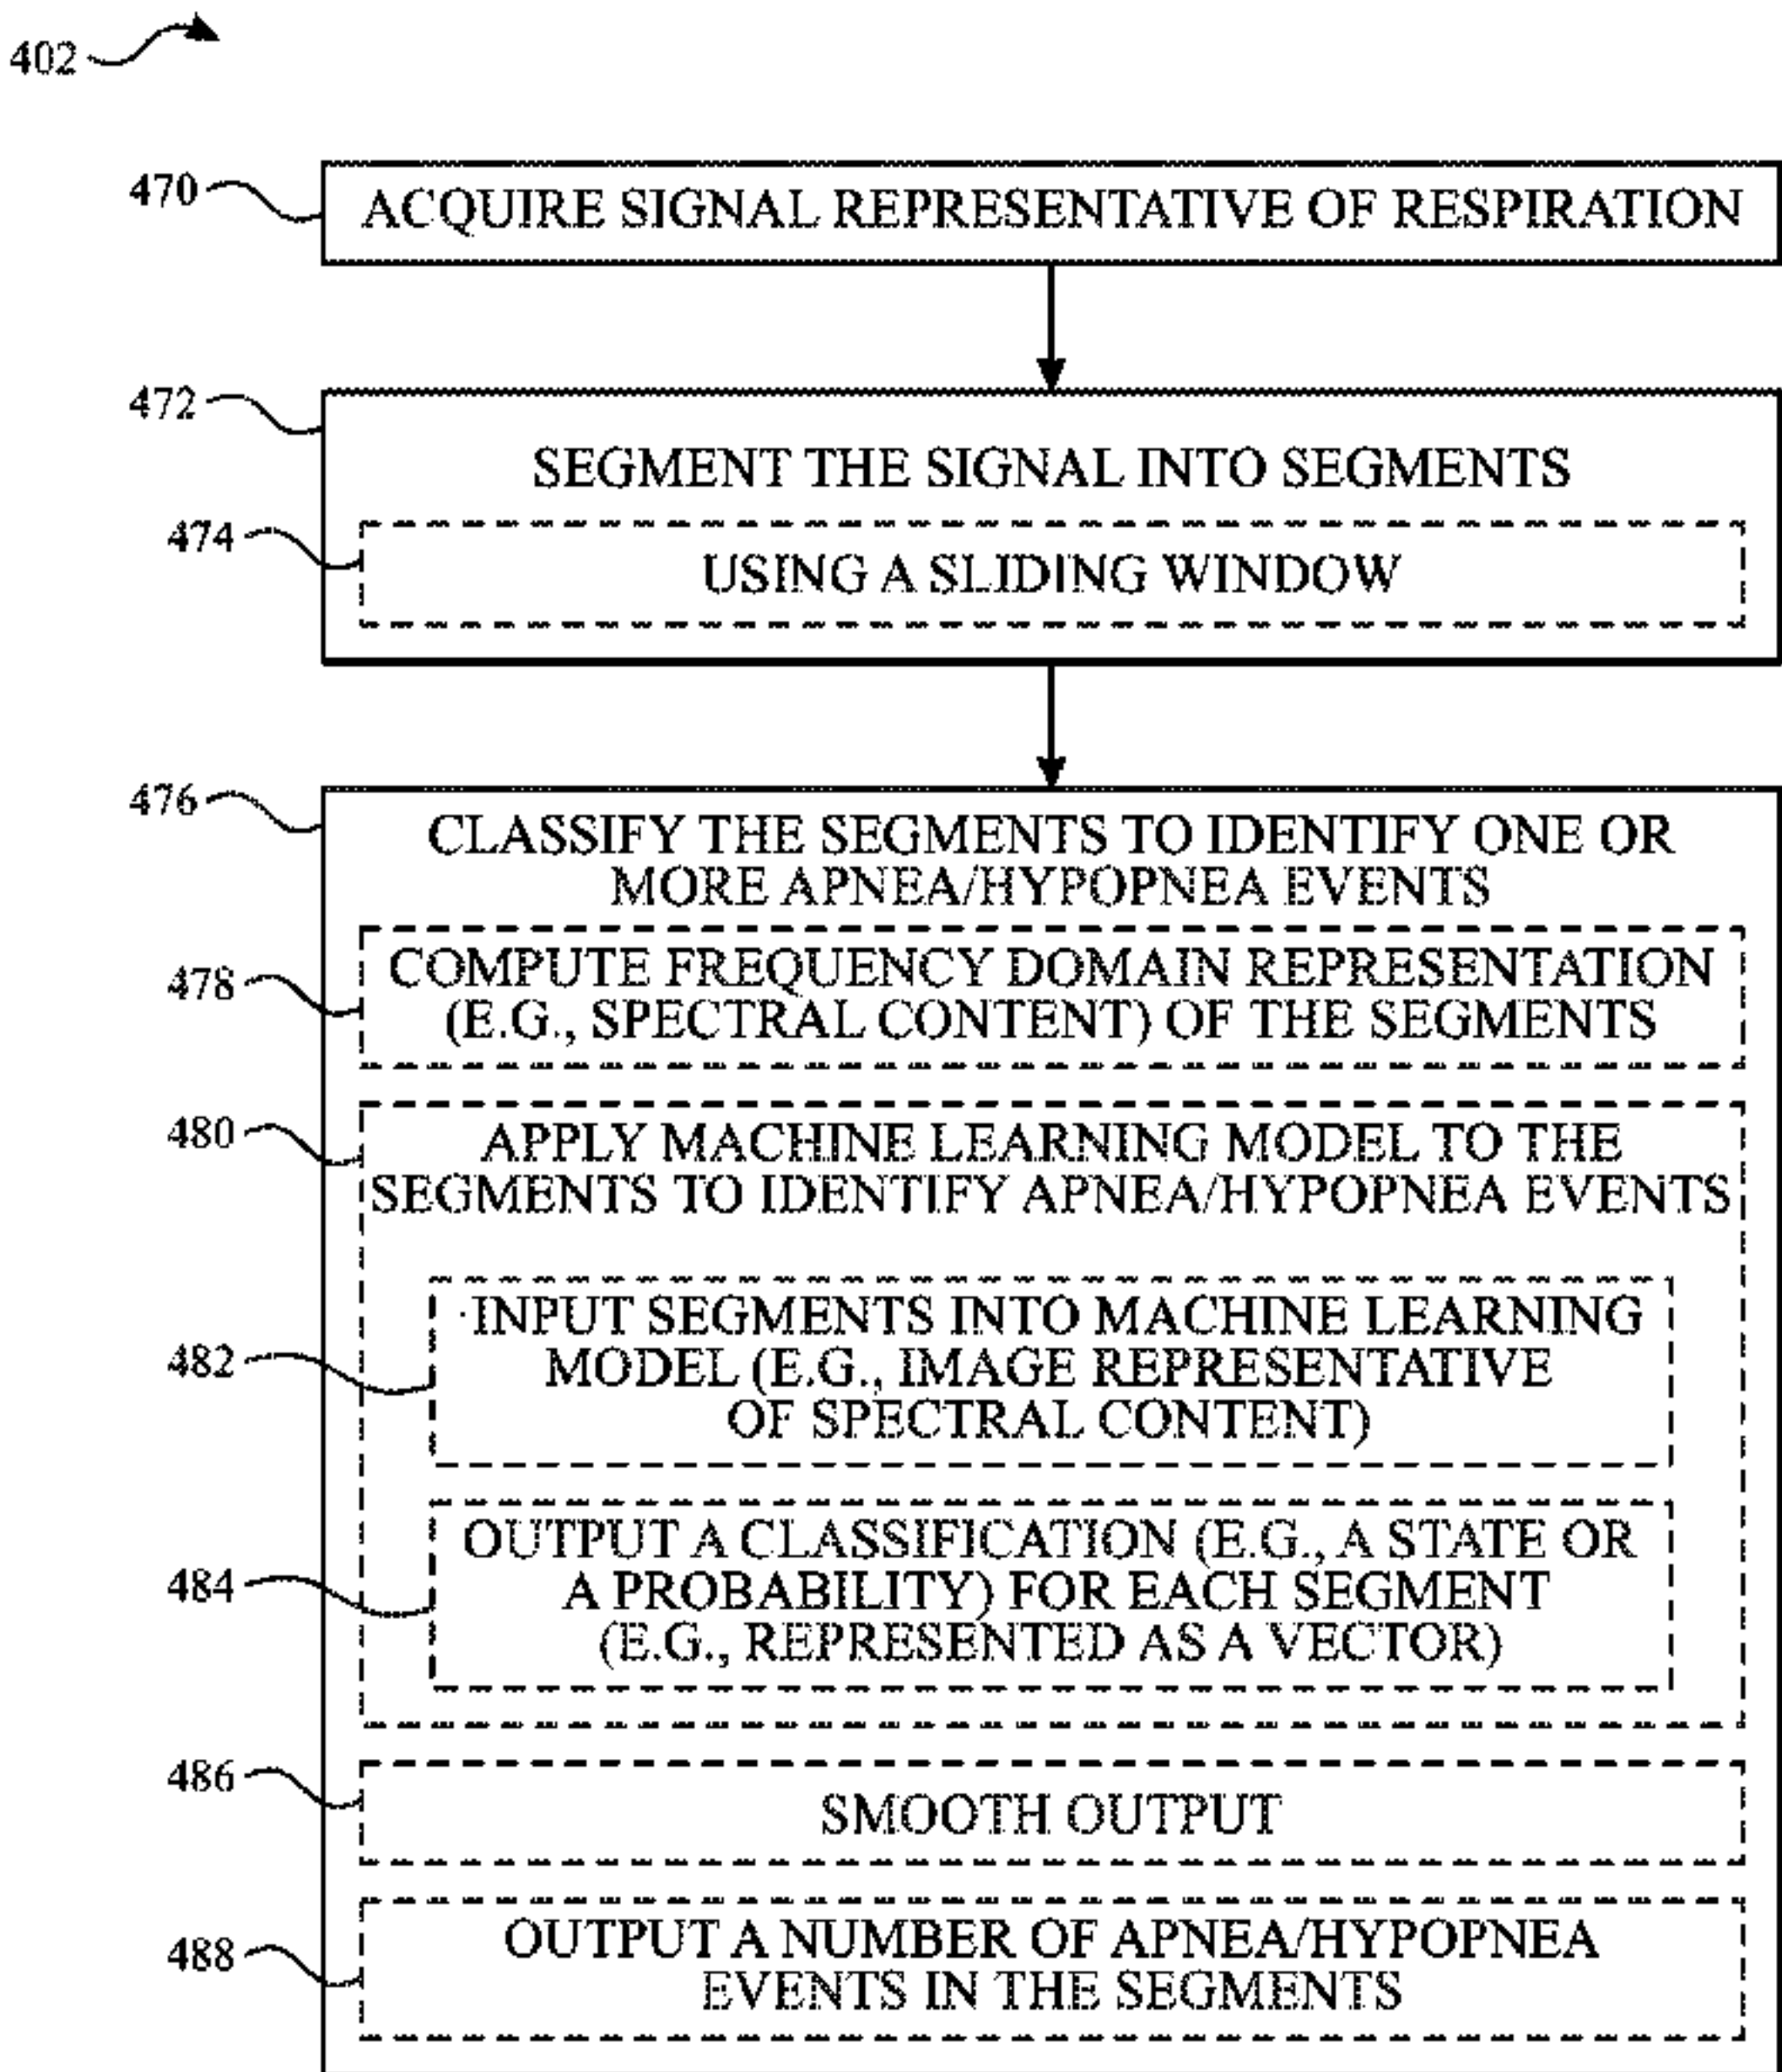 402
470
ACQUIRE SIGNAL REPRESENTATIVE OF RESPIRATION
472
SEGMENT THE SIGNAL INTO SEGMENTS
474
USING A SLIDING WINDOW
476
CLASSIFY THE SEGMENTS TO IDENTIFY ONE OR
MORE APNEA/HYPOPNEA EVENTS
478
COMPUTE FREQUENCY DOMAIN REPRESENTATION
(E.G., SPECTRAL CONTENT) OF THE SEGMENTS
480
APPLY MACHINE LEARNING MODEL TO THE
SEGMENTS TO IDENTIFY APNEA/HYPOPNEA EVENTS
482
INPUT SEGMENTS INTO MACHINE LEARNING
MODEL (E.G., IMAGE REPRESENTATIVE
OF SPECTRAL CONTENT)
484
OUTPUT A CLASSIFICATION (E.G., A STATE OR
A PROBABILITY) FOR EACH SEGMENT
(E.G., REPRESENTED AS A VECTOR)
486
SMOOTH OUTPUT
488
OUTPUT A NUMBER OF APNEA/HYPOPNEA
EVENTS IN THE SEGMENTS